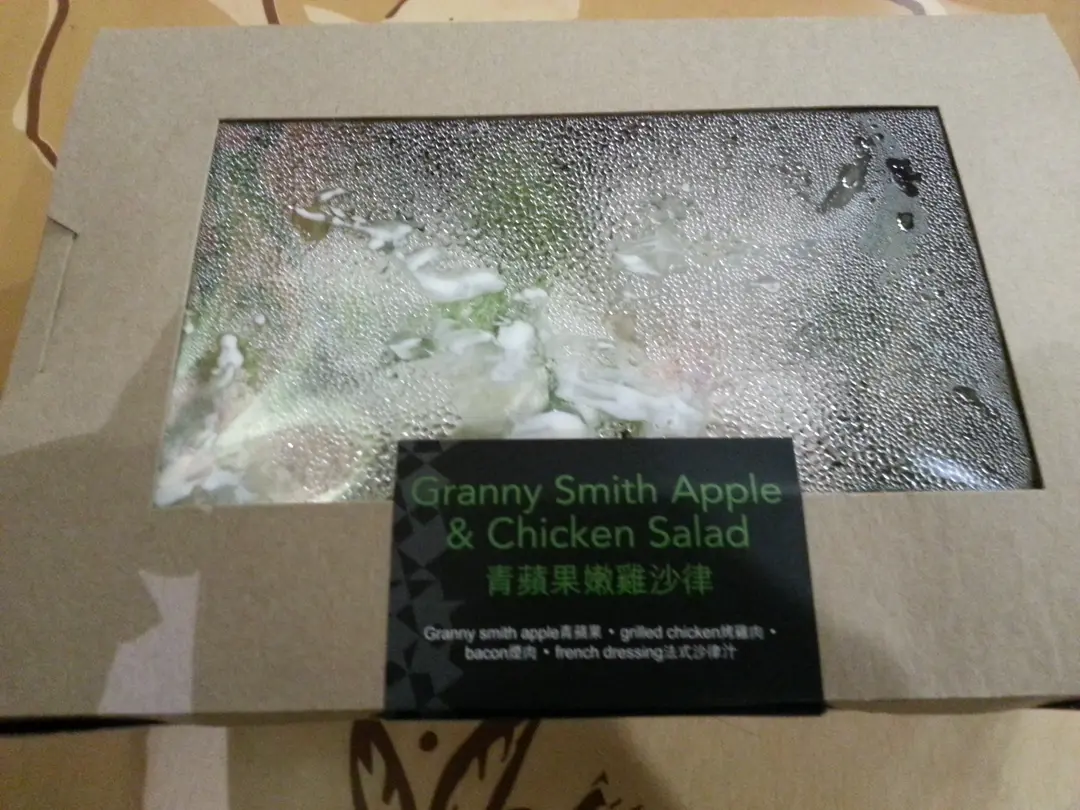 Granny Smith Apple
& Chicken Salad
青蘋果嫩雞沙律
Granny smith apple青蘋果 • grilled chicken烤雞肉 •
bacon煙肉 • french dressing法式沙律汁